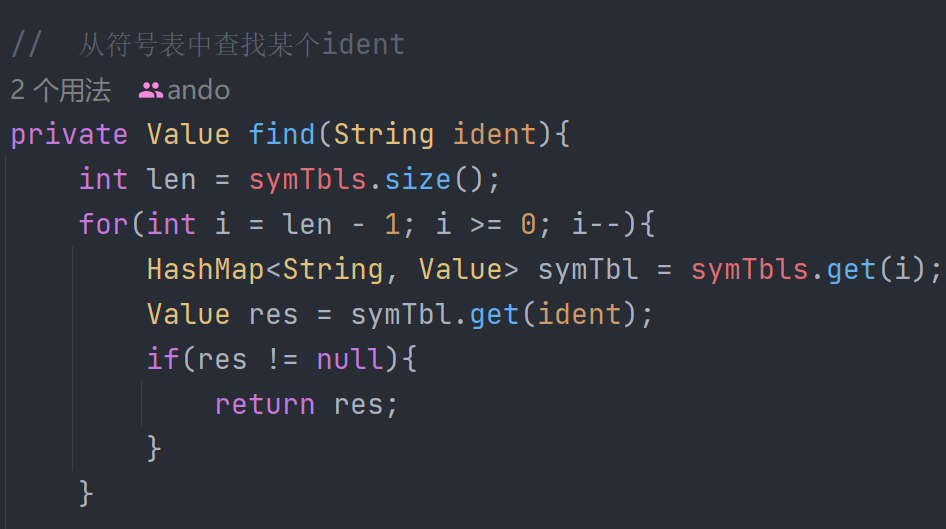 //  从符号表中查找某个ident
2 个用法 ando
private Value find(String ident){
    int len = symTbls.size();
    for(int i = len - 1; i >= 0; i--){
        HashMap<String, Value> symTbl = symTbls.get(i);
        Value res = symTbl.get(ident);
        if(res != null){
            return res;
        }
    }